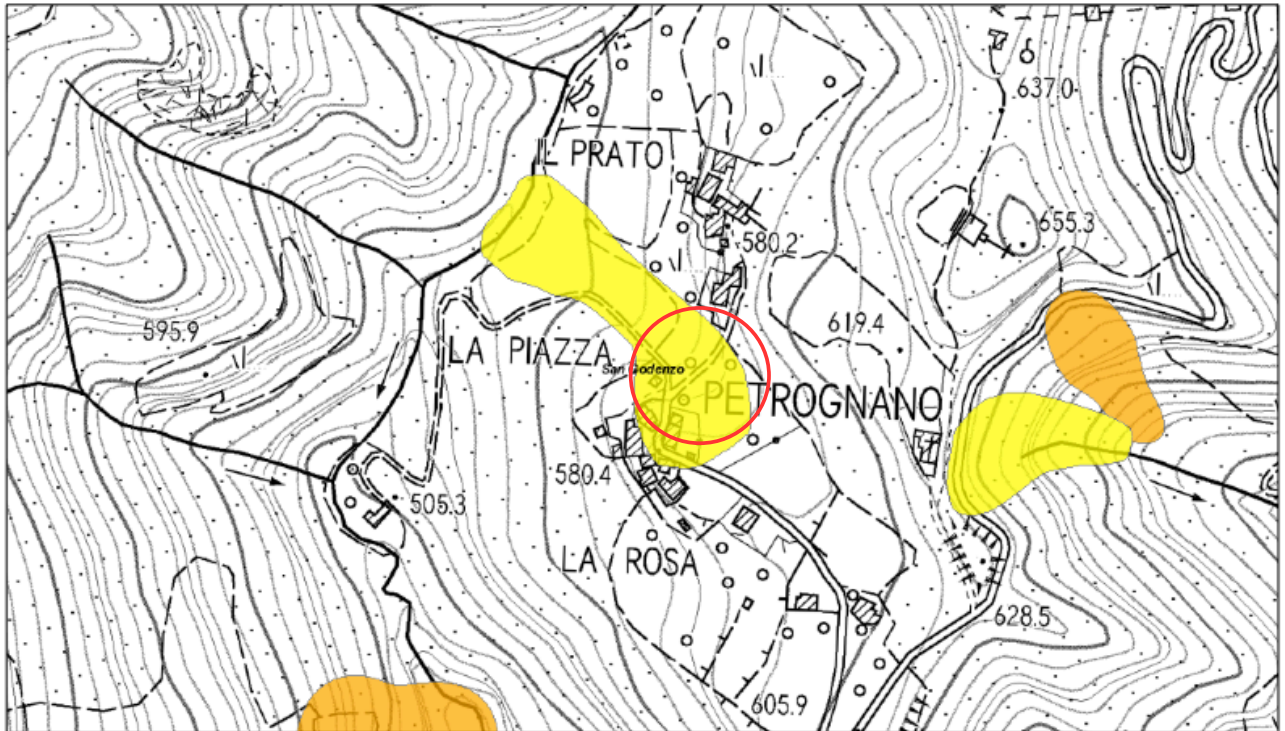 637.0
IL PRATO
655.3
580.2
595.9
619.4
LA PIAZZA
San Godenzo
PETROGNANO
580.4
505.3
LA ROSA
628.5
605.9